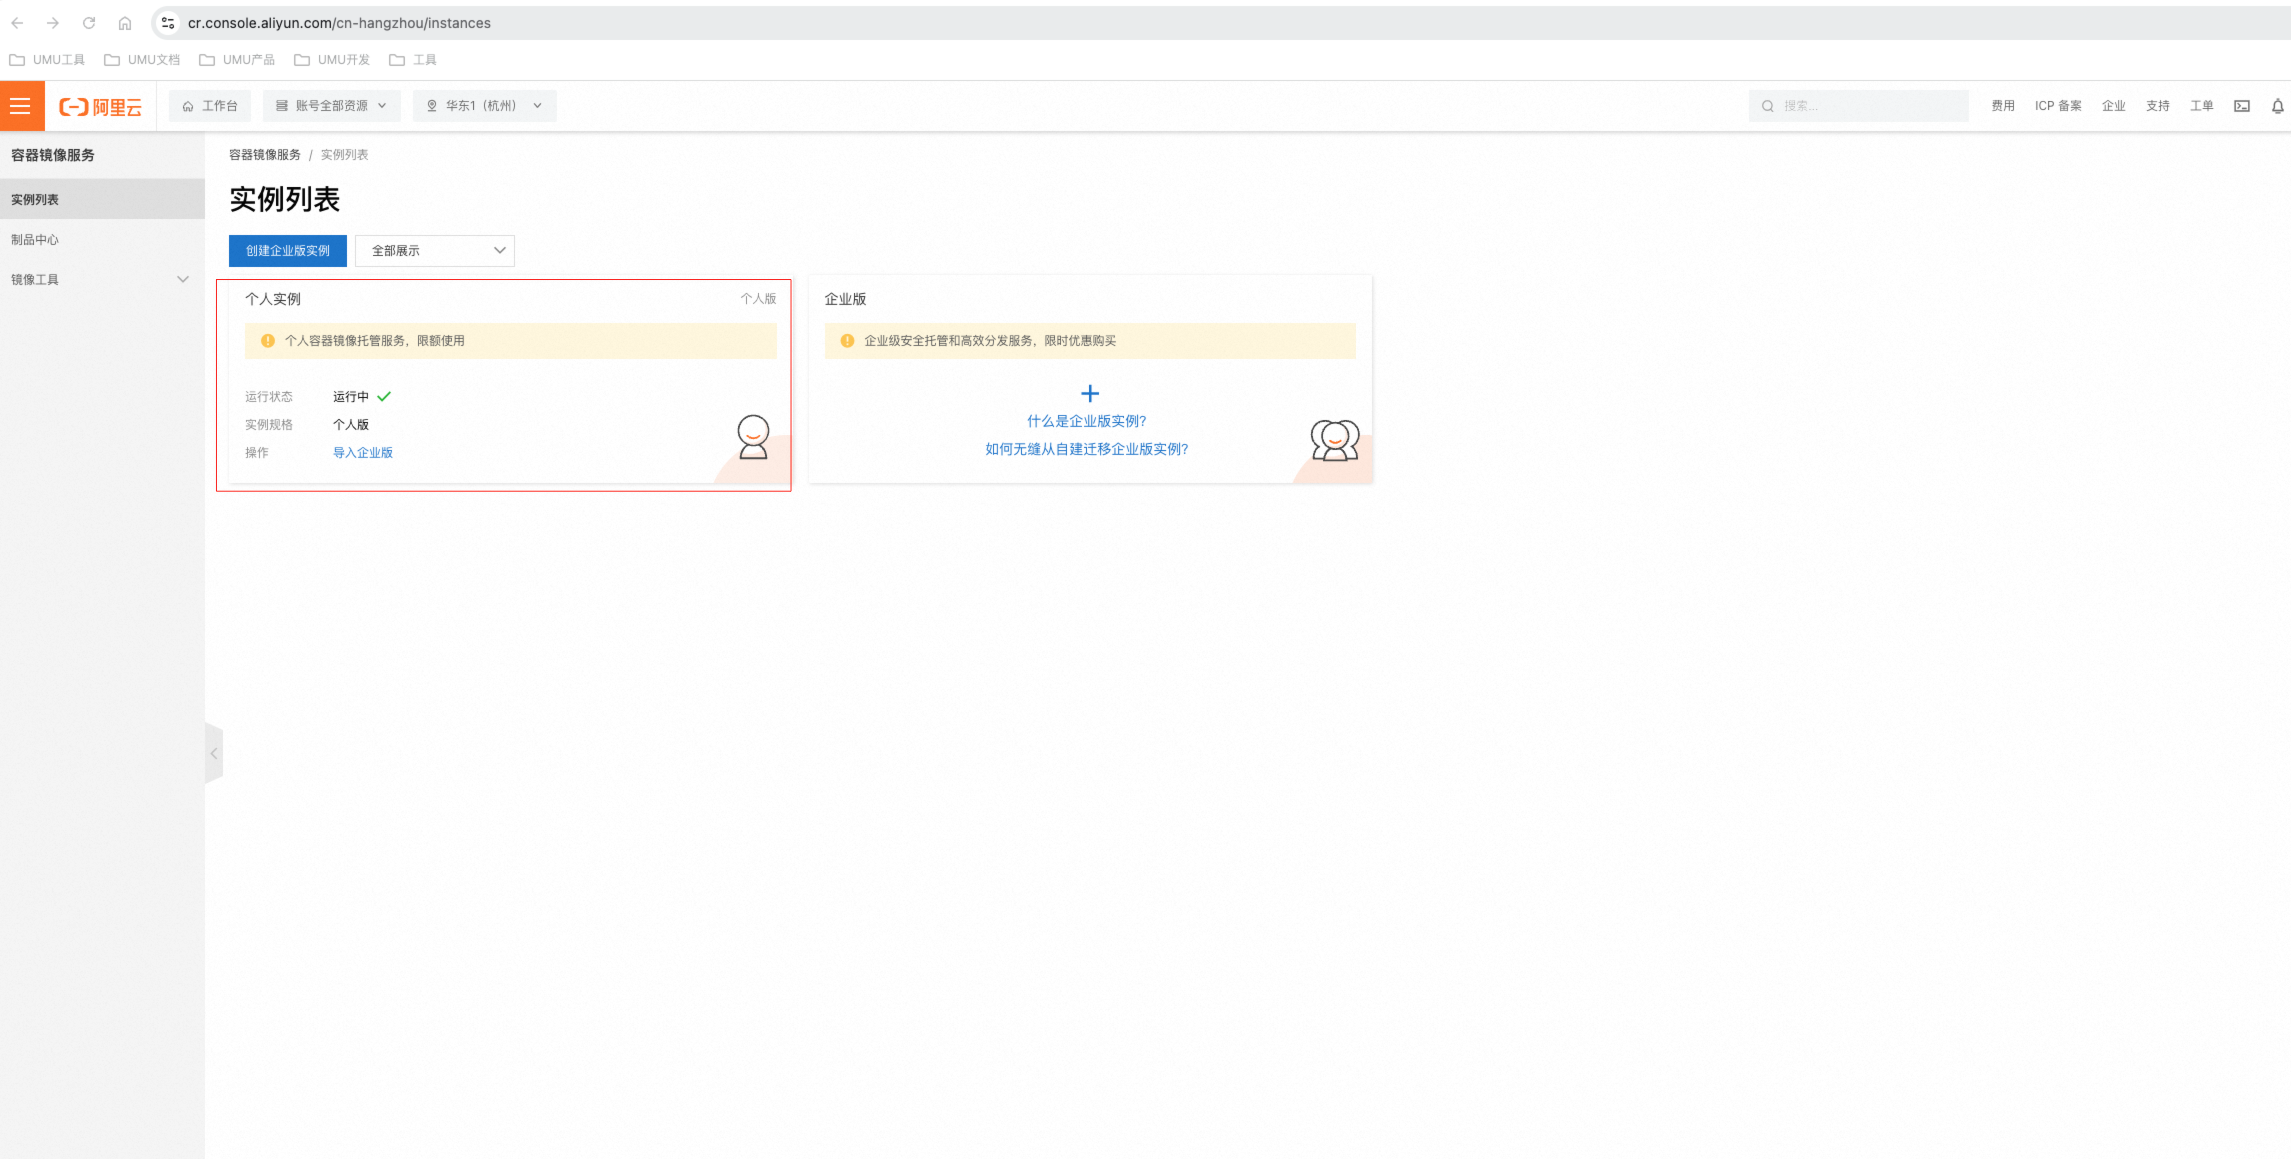 cr.console.aliyun.com/cn-hangzhou/instances
UMU工具 UMU文档 UMU产品 UMU开发 工具
阿里云 工作台 账号全部资源 华东1（杭州） 搜索... 费用 ICP 备案 企业 支持 工单
容器镜像服务
实例列表
制品中心
镜像工具
容器镜像服务 / 实例列表
实例列表
创建企业版实例 全部展示
个人实例 个人版
个人容器镜像托管服务，限额使用
运行状态 运行中
实例规格 个人版
操作 导入企业版
企业版
企业级安全托管和高效分发服务，限时优惠购买
什么是企业版实例?
如何无缝从自建迁移企业版实例?